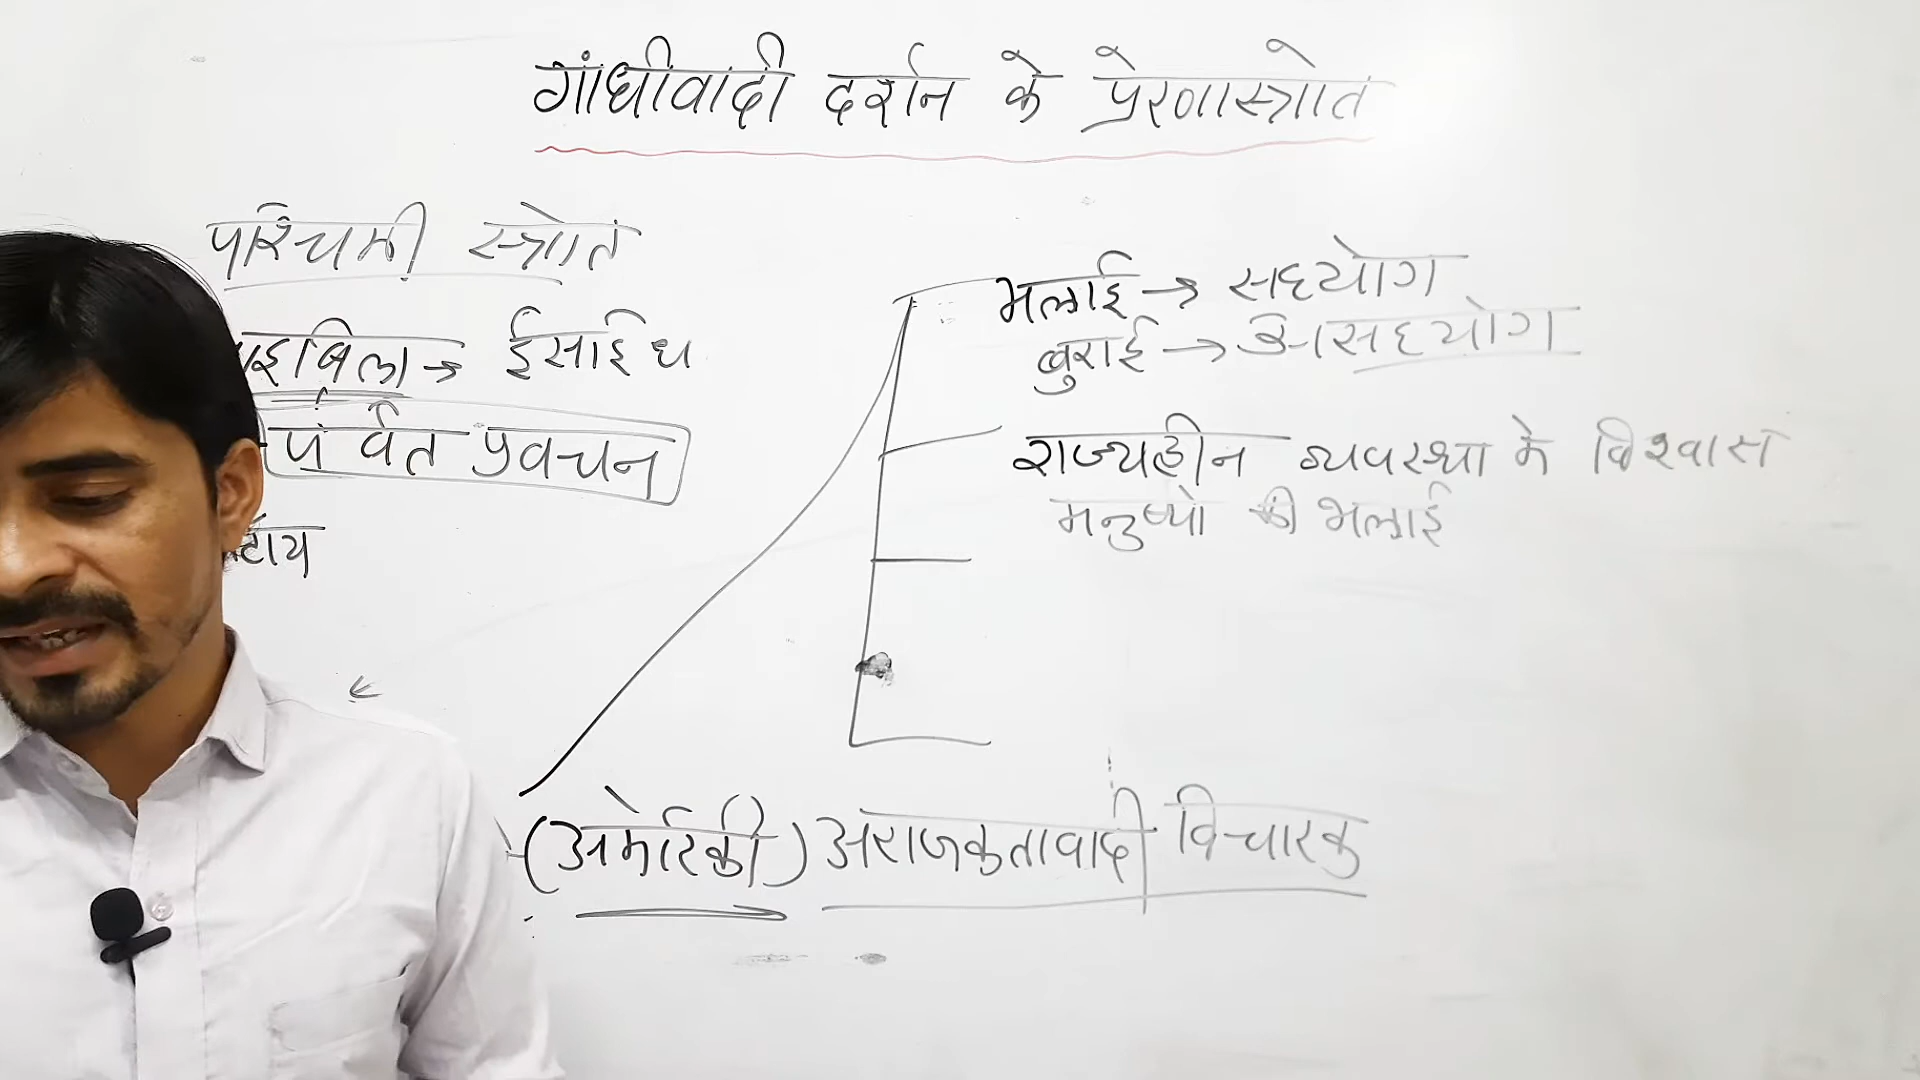 गांधीवादी दर्शन के प्रेरणास्त्रोत
पश्चिमी स्त्रोत
ईसाई ध
पर्वत प्रवचन
भलाई → सहयोग
बुराई → असहयोग
राज्यहीन व्यवस्था के विश्वास
मनुष्यो की भलाई
(अमेरिकी) अराजकतावादी विचारक